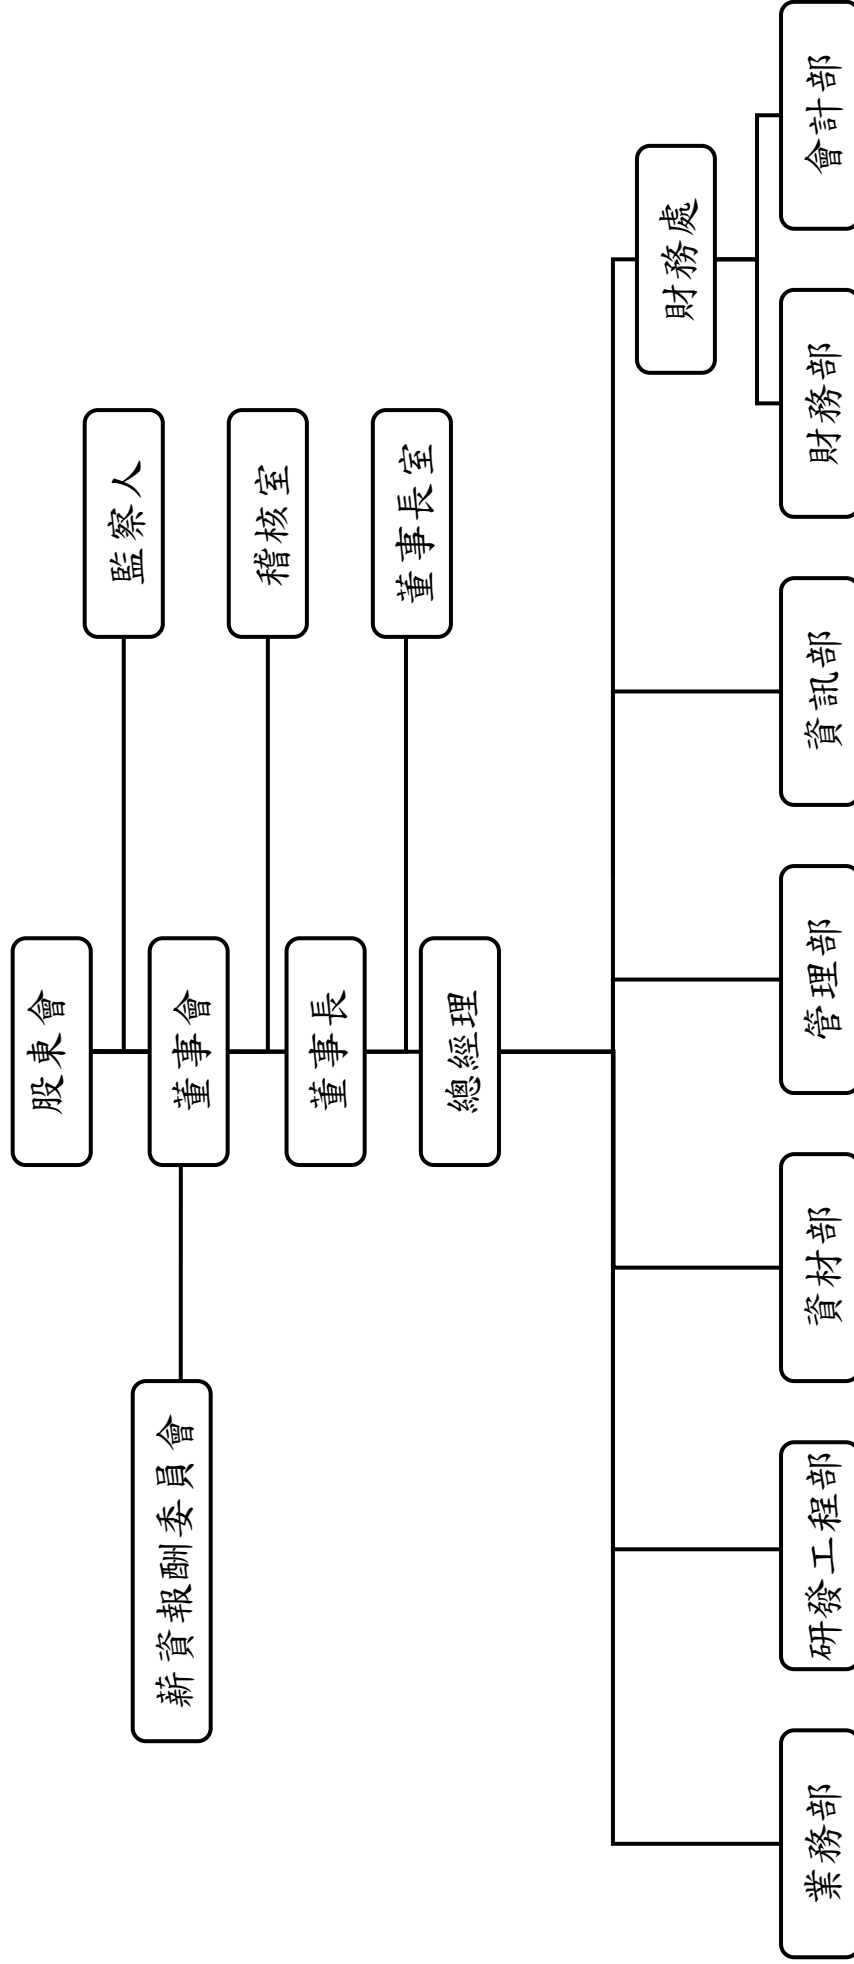 股東會
監察人
薪資報酬委員會
董事會
稽核室
董事長
董事長室
總經理
財務處
業務部
研發工程部
資材部
管理部
資訊部
財務部
會計部